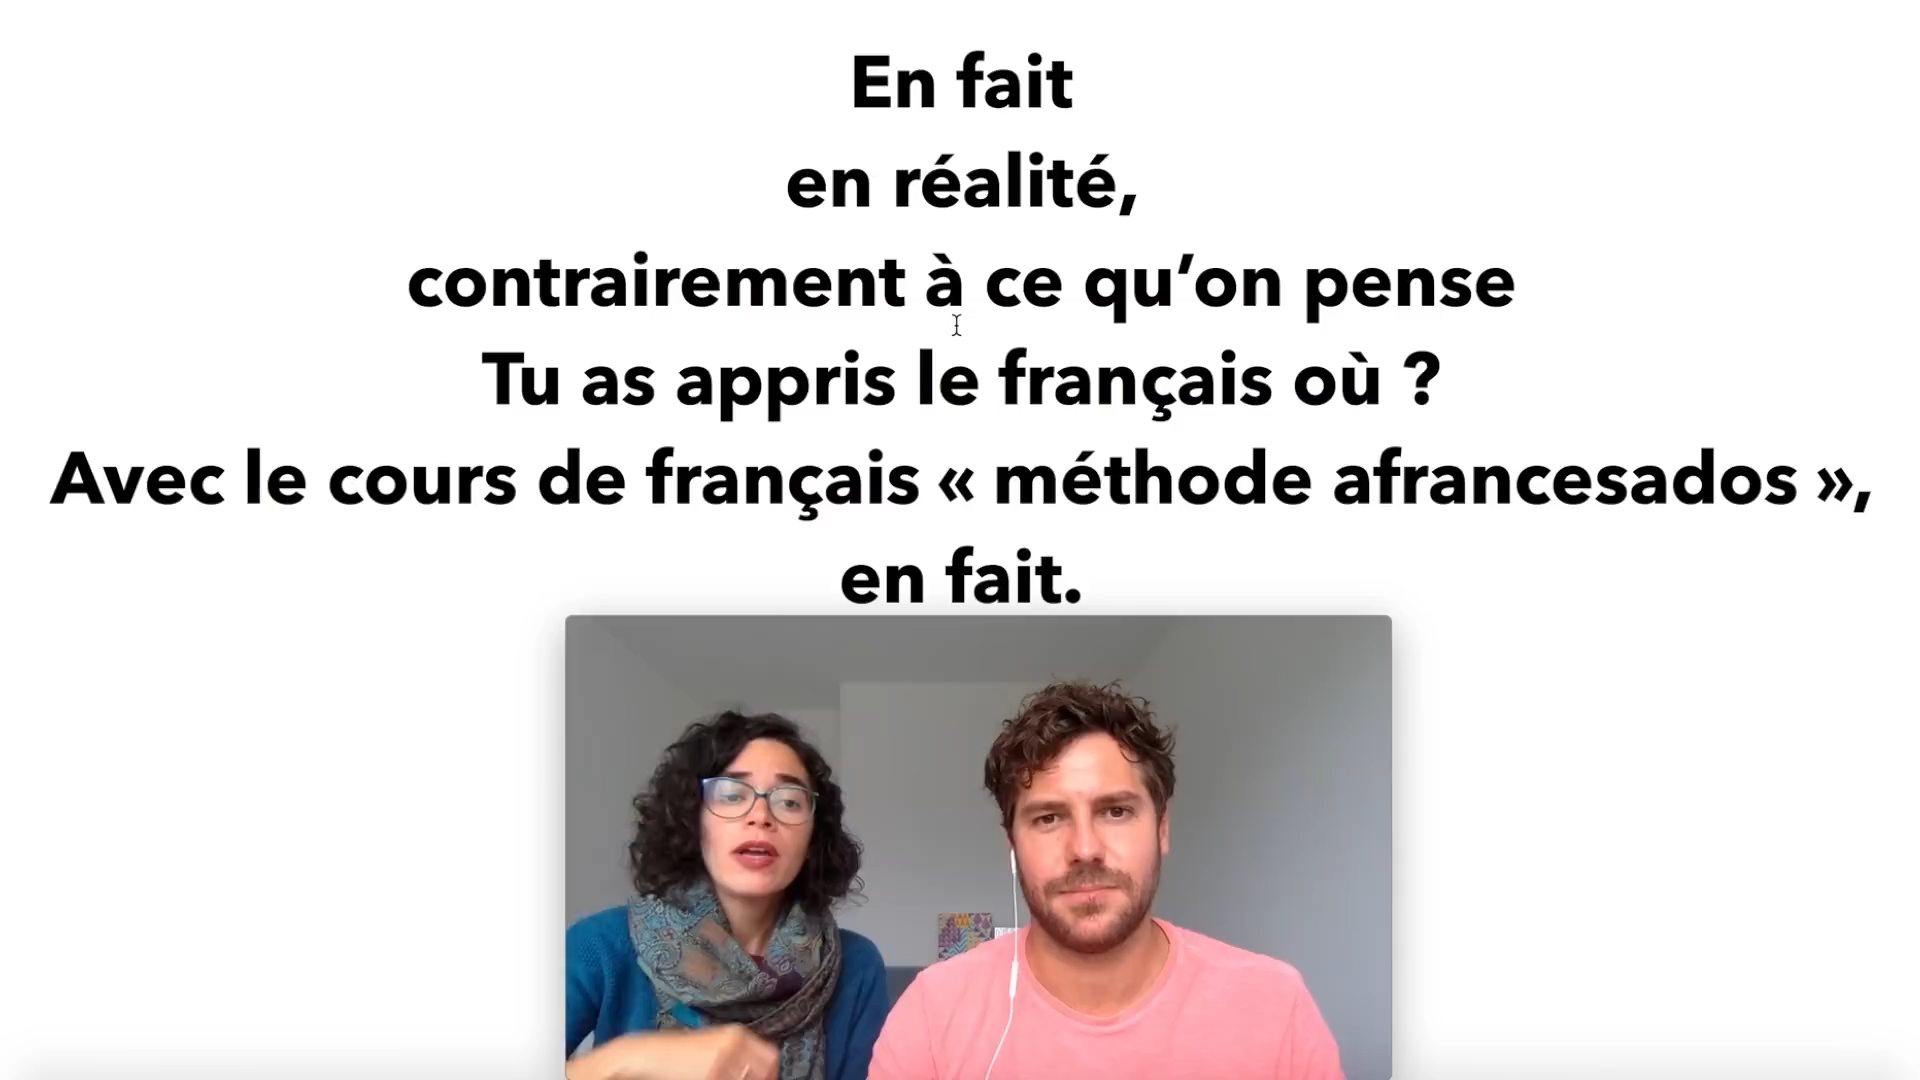 En fait
en réalité,
contrairement à ce qu’on pense
Tu as appris le français où ?
Avec le cours de français « méthode afrancesados »,
en fait.